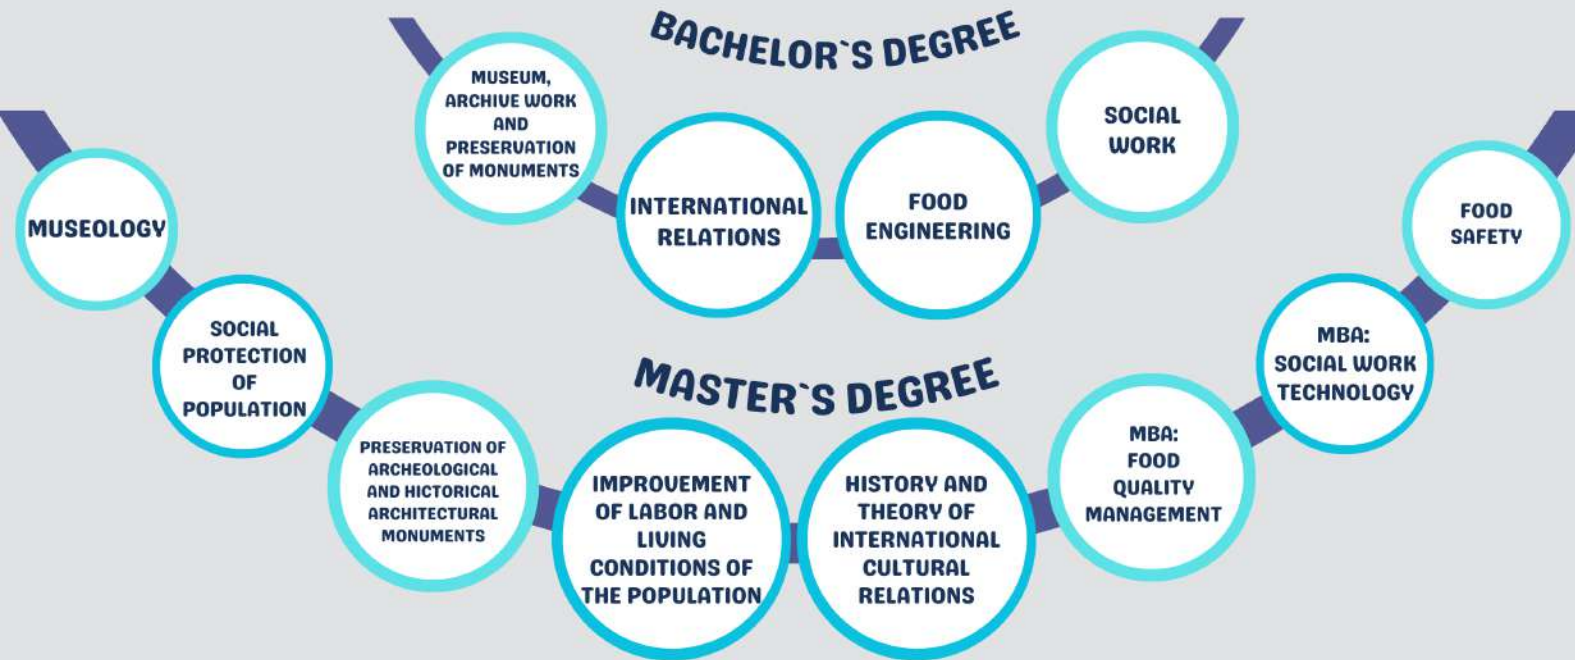 BACHELOR`S DEGREE
MUSEUM,
ARCHIVE WORK
AND
PRESERVATION
OF MONUMENTS
INTERNATIONAL
RELATIONS
FOOD
ENGINEERING
SOCIAL
WORK
MASTER`S DEGREE
MUSEOLOGY
SOCIAL
PROTECTION
OF
POPULATION
PRESERVATION OF
ARCHEOLOGICAL
AND HICTORICAL
ARCHITECTURAL
MONUMENTS
IMPROVEMENT
OF LABOR AND
LIVING
CONDITIONS OF
THE POPULATION
HISTORY AND
THEORY OF
INTERNATIONAL
CULTURAL
RELATIONS
MBA:
FOOD
QUALITY
MANAGEMENT
MBA:
SOCIAL WORK
TECHNOLOGY
FOOD
SAFETY